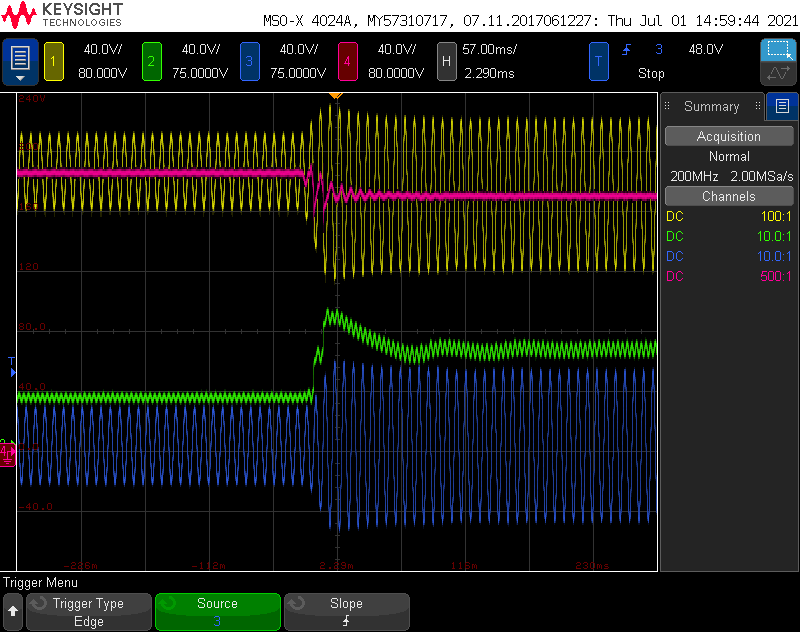 KEYSIGHT
TECHNOLOGIES
MSO-X 4024A, MY57310717, 07.11.2017061227: Thu Jul 01 14:59:44 2021
1 40.0V/ 2 40.0V/ 3 40.0V/ 4 40.0V/ H 57.00ms/ T 3 48.0V
80.000V 75.0000V 75.0000V 80.0000V 2.290ms Stop
240V
Summary
Acquisition
Normal
200MHz 2.00MSa/s
Channels
DC 100:1
DC 10.0:1
DC 10.0:1
DC 500:1
120
80.0
T
40.0
4
-40.0
-226m -112m 2.29m 116m 230ms
Trigger Menu
Trigger Type Source Slope
Edge 3